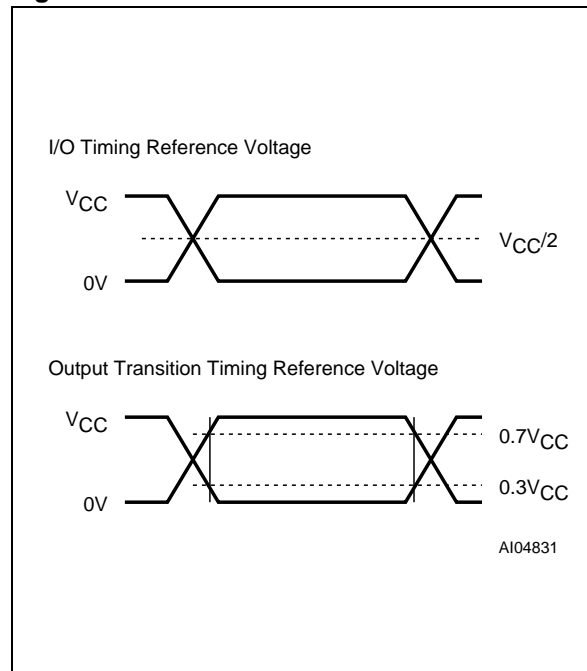 I/O Timing Reference Voltage
VCC
VCC/2
0V
Output Transition Timing Reference Voltage
VCC
0.7VCC
0.3VCC
0V
AI04831